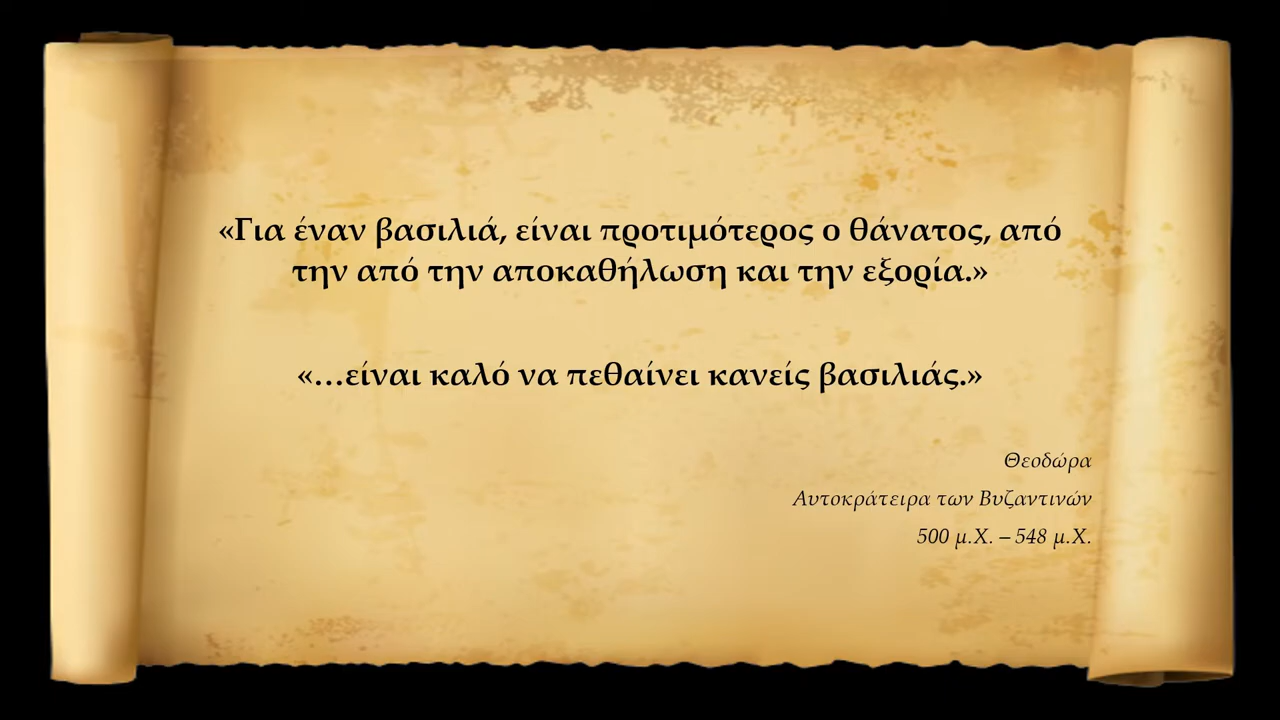 «Για έναν βασιλιά, είναι προτιμότερος ο θάνατος, από
την από την αποκαθήλωση και την εξορία.»
«…είναι καλό να πεθαίνει κανείς βασιλιάς.»
Θεοδώρα
Αυτοκράτειρα των Βυζαντινών
500 μ.Χ. – 548 μ.Χ.